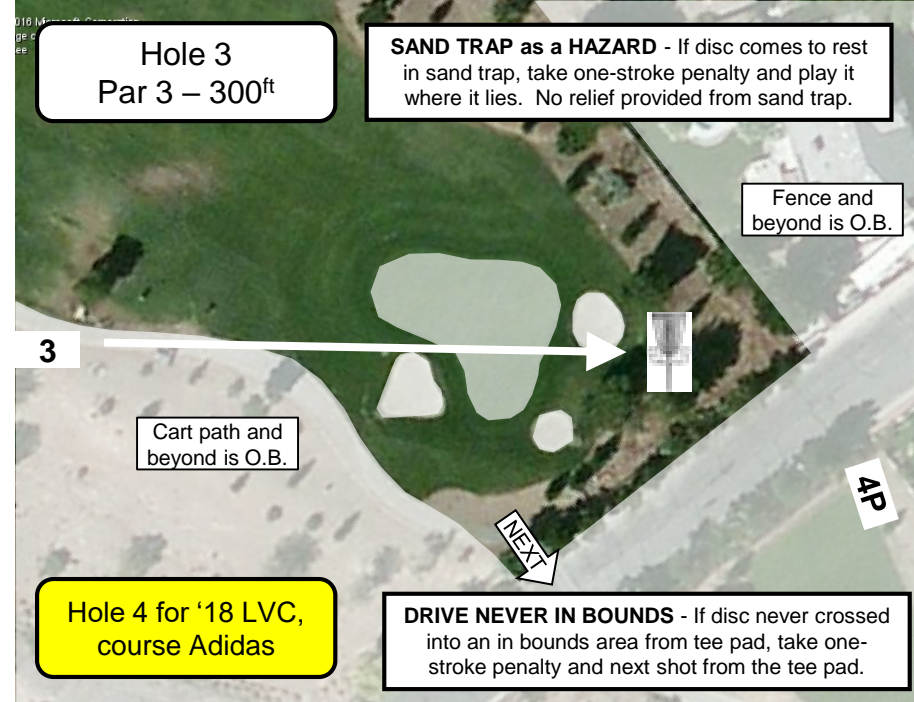 2016 Microsoft Corporation
Hole 3
Par 3 – 300ft
SAND TRAP as a HAZARD - If disc comes to rest
in sand trap, take one-stroke penalty and play it
where it lies. No relief provided from sand trap.
Fence and
beyond is O.B.
3
Cart path and
beyond is O.B.
4P
NEXT
Hole 4 for ‘18 LVC,
course Adidas
DRIVE NEVER IN BOUNDS - If disc never crossed
into an in bounds area from tee pad, take one-
stroke penalty and next shot from the tee pad.